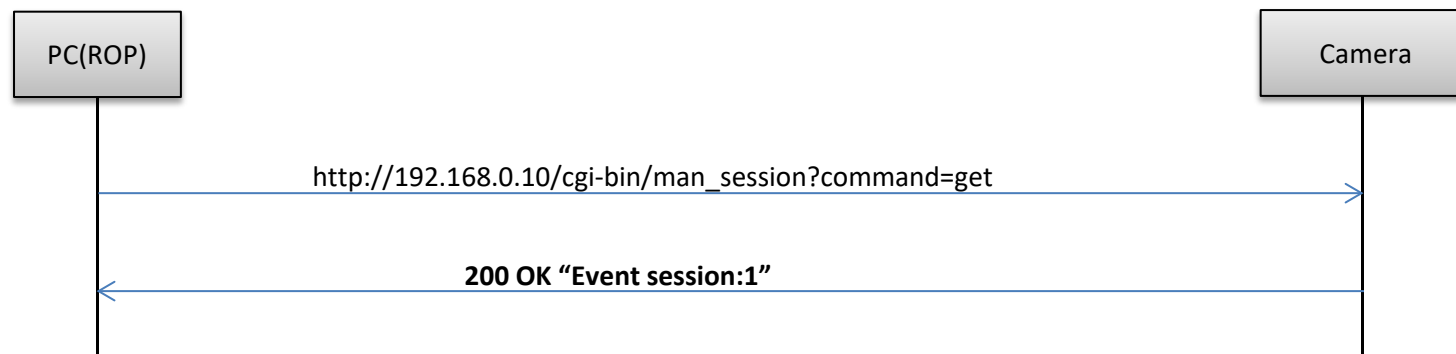 PC(ROP)
Camera
http://192.168.0.10/cgi-bin/man_session?command=get
200 OK “Event session:1”